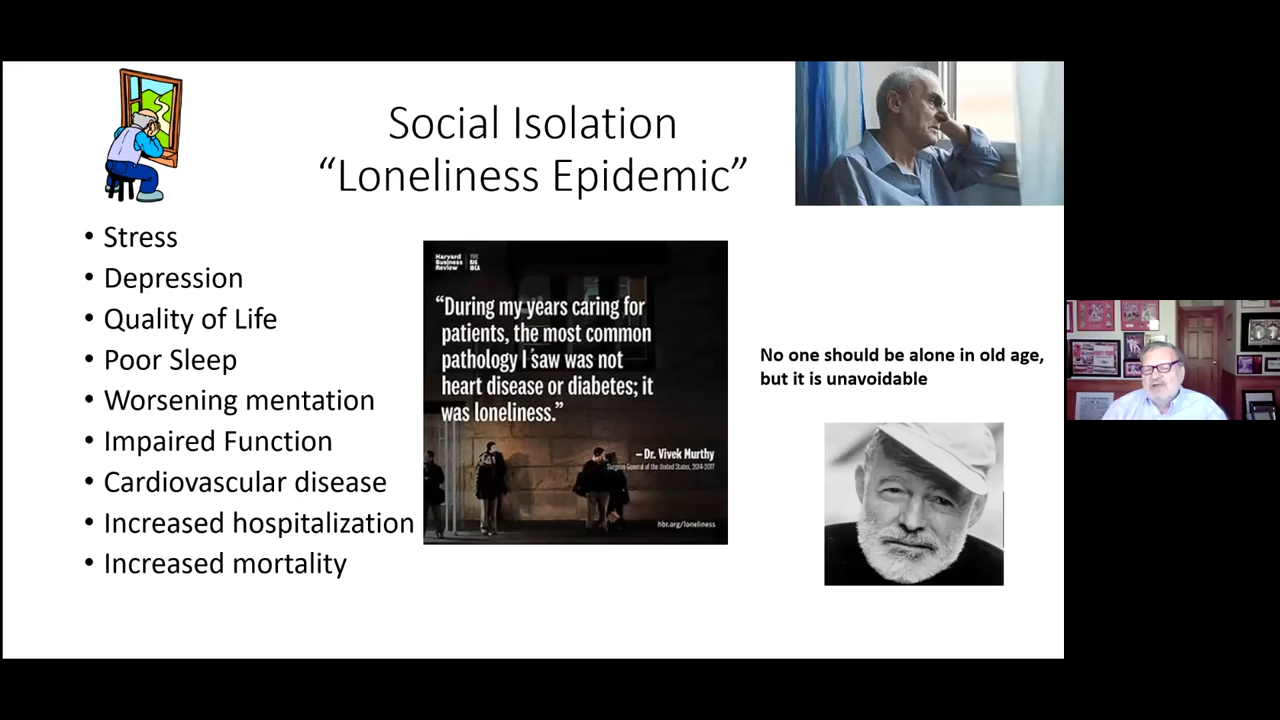 Social Isolation
“Loneliness Epidemic”
• Stress
• Depression
• Quality of Life
• Poor Sleep
• Worsening mentation
• Impaired Function
• Cardiovascular disease
• Increased hospitalization
• Increased mortality
Harvard
Business
Review
THE
BIG
IDEA
“During my years caring for
patients, the most common
pathology I saw was not
heart disease or diabetes; it
was loneliness.”
– Dr. Vivek Murthy
Surgeon General of the United States, 2014-2017
hbr.org/loneliness
No one should be alone in old age,
but it is unavoidable